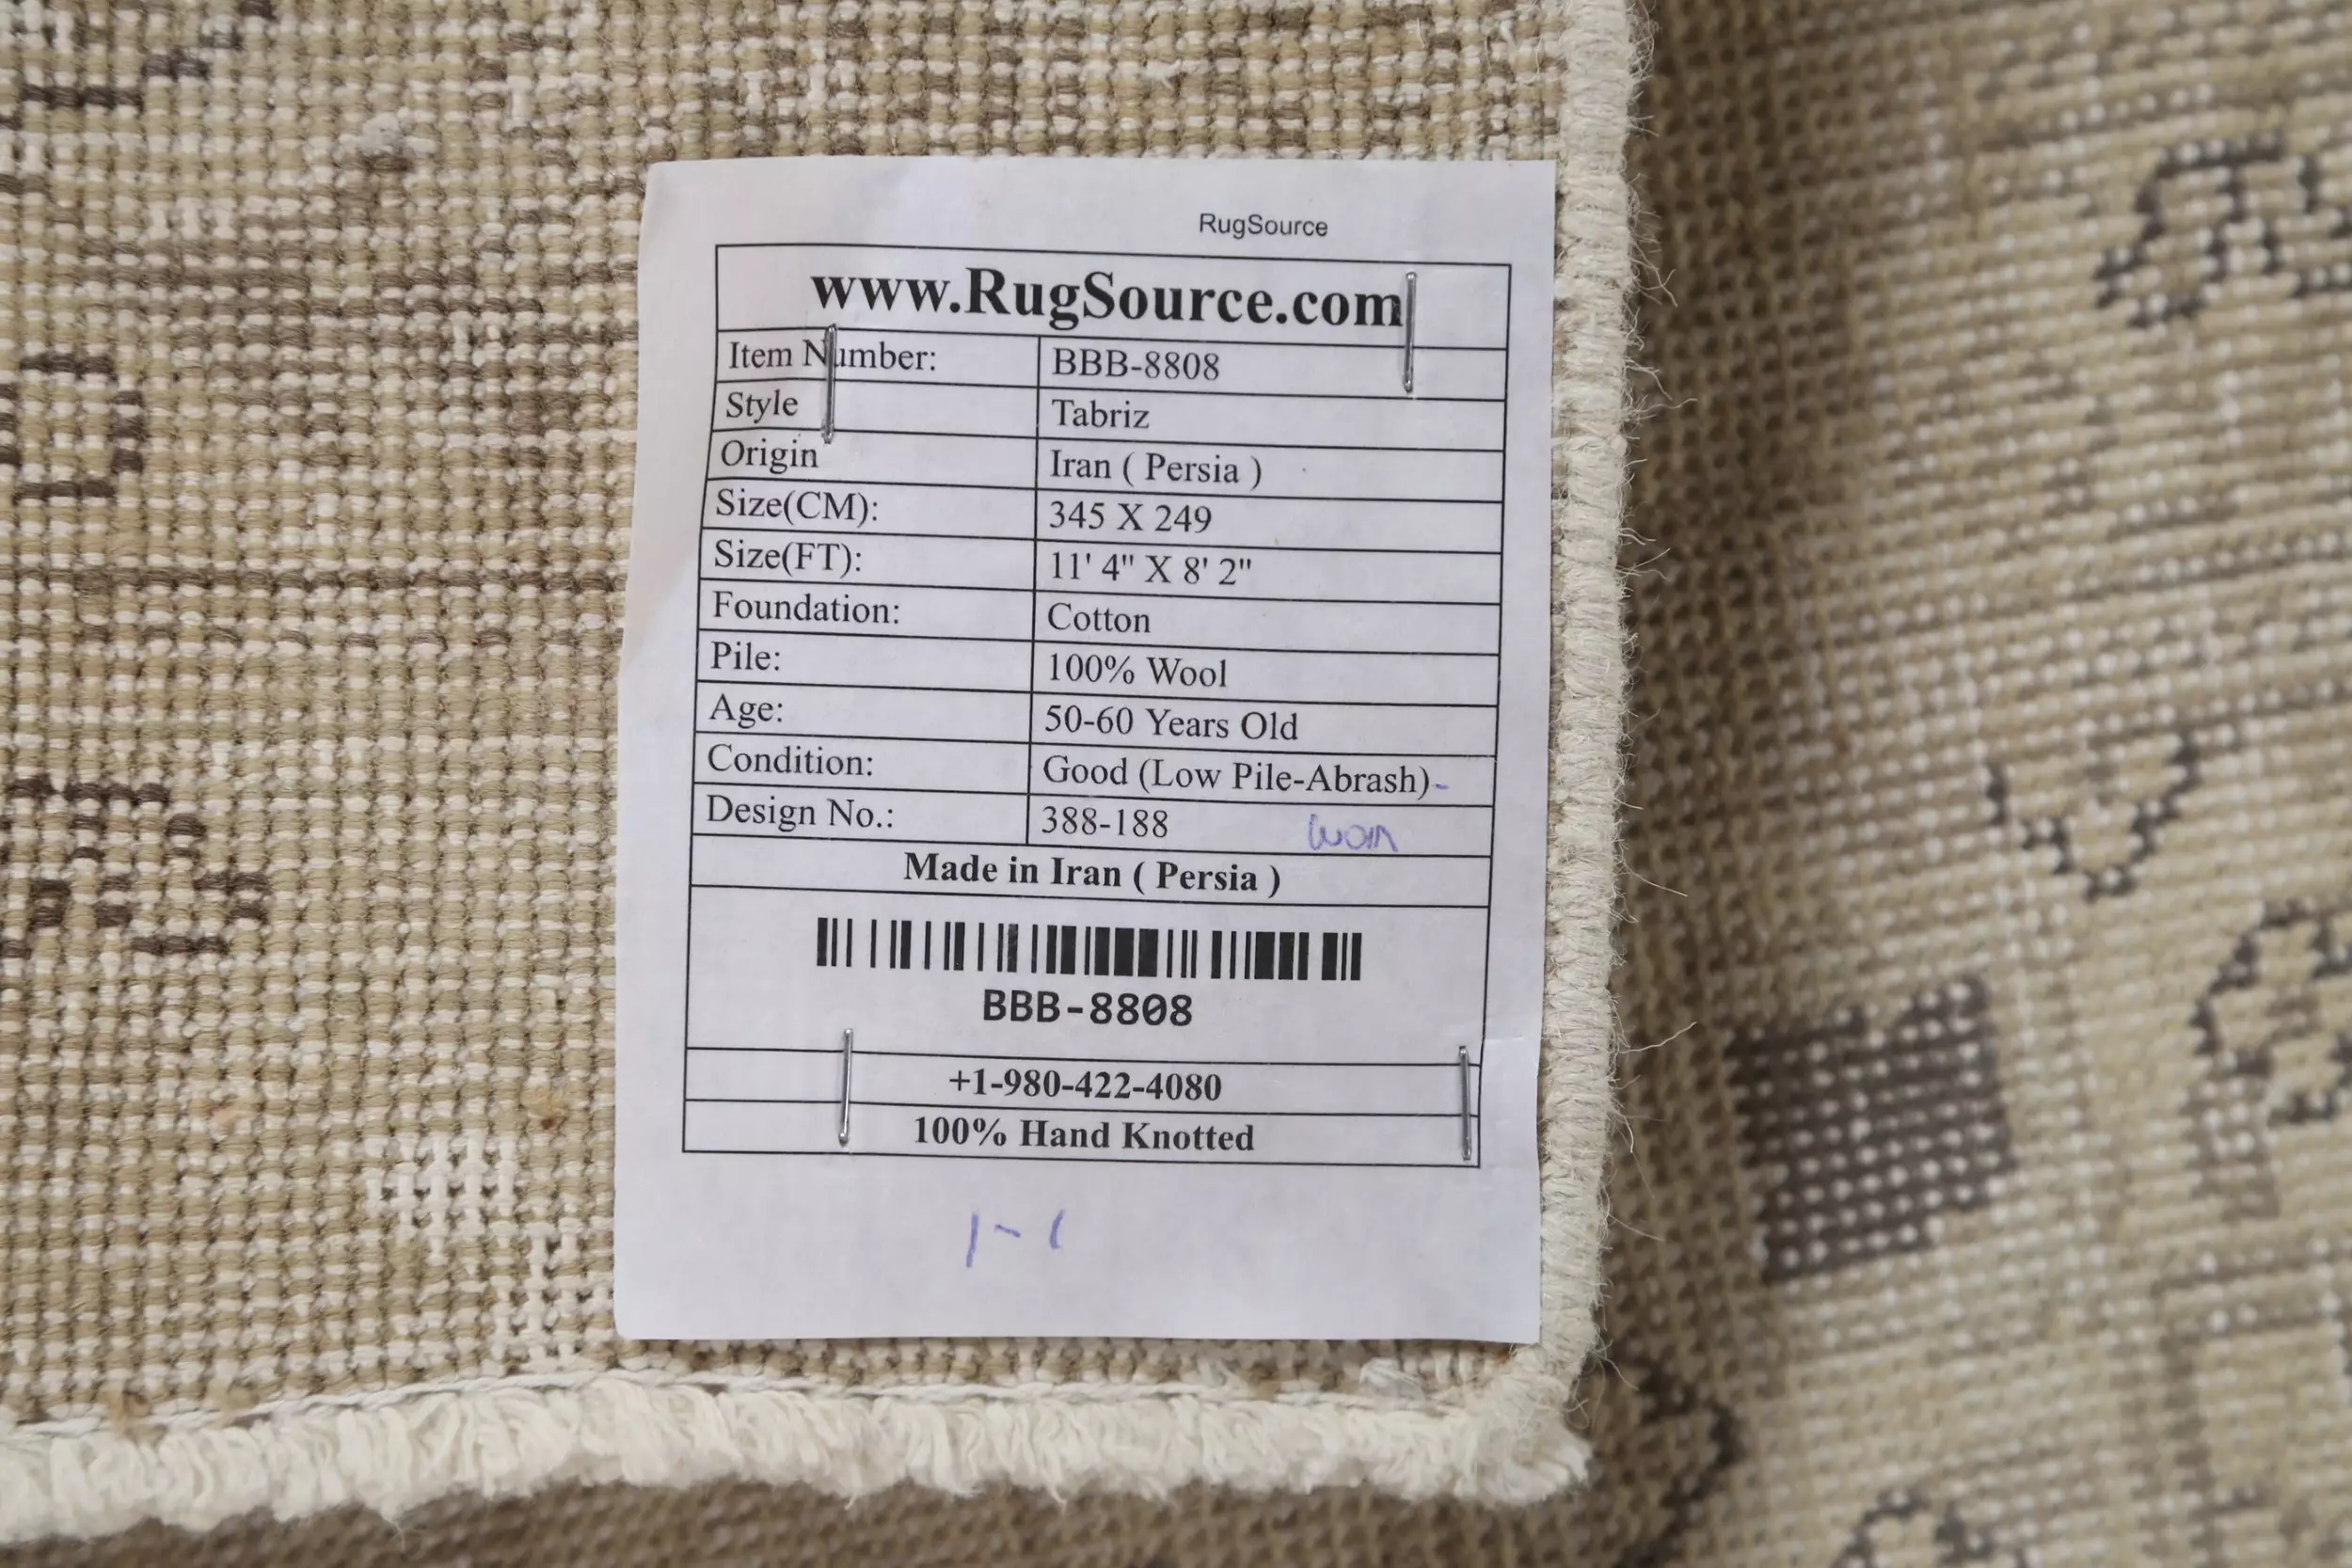 RugSource
www.RugSource.com
Item Number: BBB-8808
Style Tabriz
Origin Iran ( Persia )
Size(CM): 345 X 249
Size(FT): 11' 4" X 8' 2"
Foundation: Cotton
Pile: 100% Wool
Age: 50-60 Years Old
Condition: Good (Low Pile-Abrash)-
Design No.: 388-188 worn
Made in Iran ( Persia )
BBB-8808
+1-980-422-4080
100% Hand Knotted
1-1